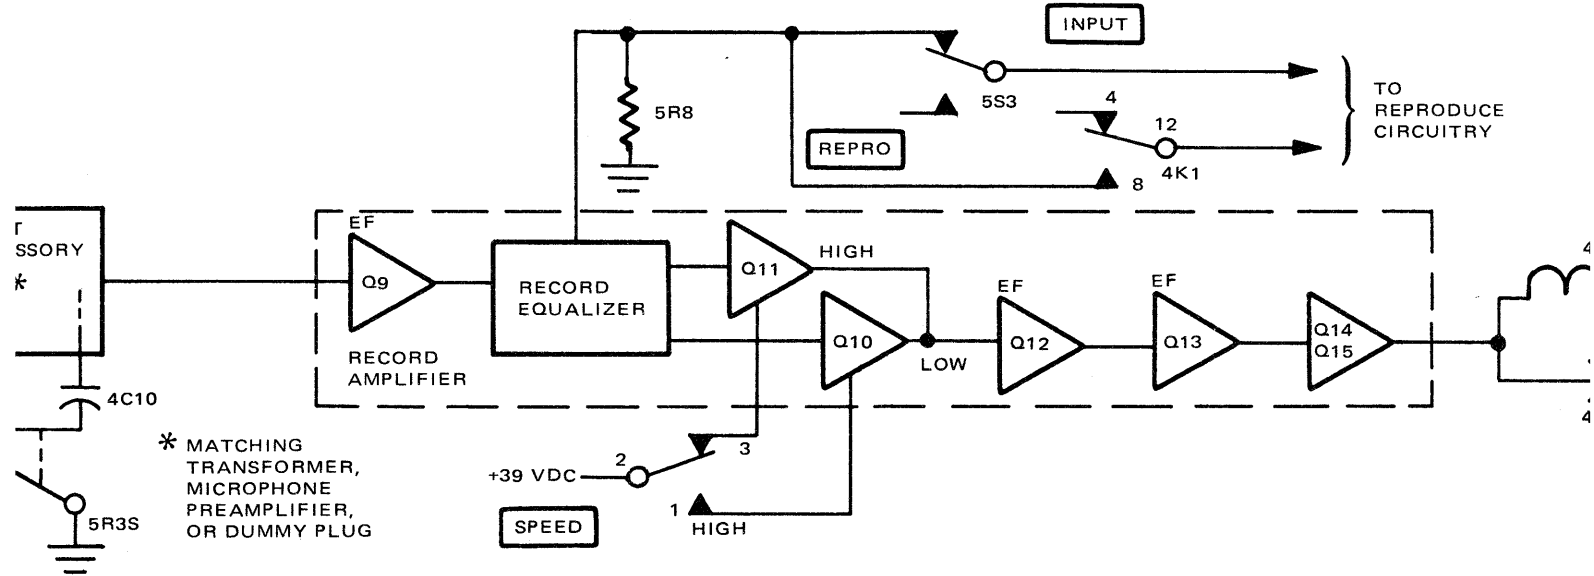 INPUT
5S3
4
TO
REPRODUCE
CIRCUITRY
5R8
12
REPRO
4K1
8
T
SSORY
*
EF
Q9
RECORD
EQUALIZER
Q11
HIGH
Q10
LOW
EF
Q12
EF
Q13
Q14
Q15
RECORD
AMPLIFIER
4C10
* MATCHING
TRANSFORMER,
MICROPHONE
PREAMPLIFIER,
OR DUMMY PLUG
5R3S
+39 VDC
2
3
1
HIGH
SPEED
4
4